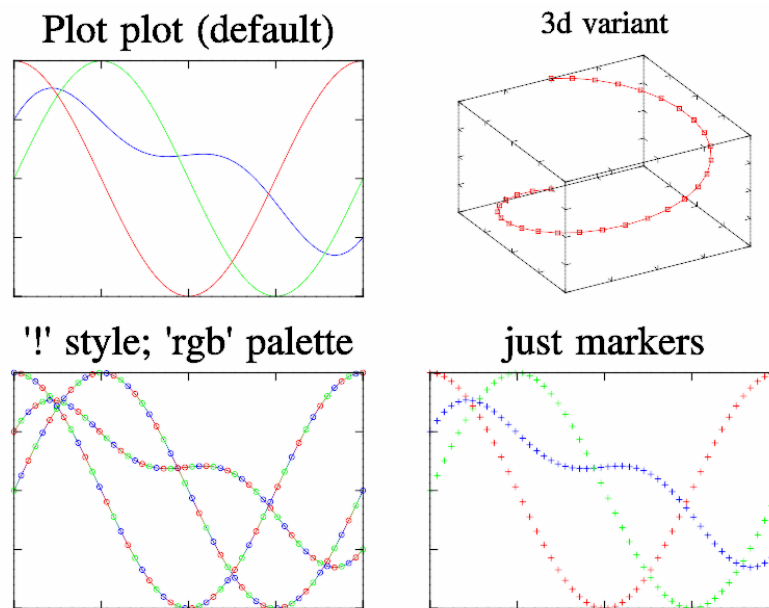 Plot plot (default)
3d variant
'!' style; 'rgb' palette
just markers